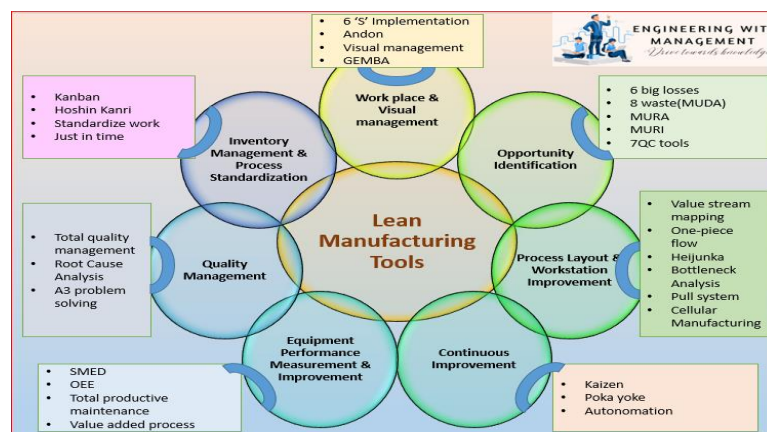 6 ‘S’ Implementation
Andon
Visual management
GEMBA
ENGINEERING WIT
MANAGEMENT
Drive towards knowledge
Kanban
Hoshin Kanri
Standardize work
Just in time
Work place &
Visual
management
6 big losses
8 waste(MUDA)
MURA
MURI
7QC tools
Inventory
Management &
Process
Standardization
Opportunity
Identification
Lean
Manufacturing
Tools
Total quality
management
Root Cause
Analysis
A3 problem
solving
Quality
Management
Process Layout &
Workstation
Improvement
Value stream
mapping
One-piece
flow
Heijunka
Bottleneck
Analysis
Pull system
Cellular
Manufacturing
Equipment
Performance
Measurement &
Improvement
Continuous
Improvement
SMED
OEE
Total productive
maintenance
Value added process
Kaizen
Poka yoke
Autonomation